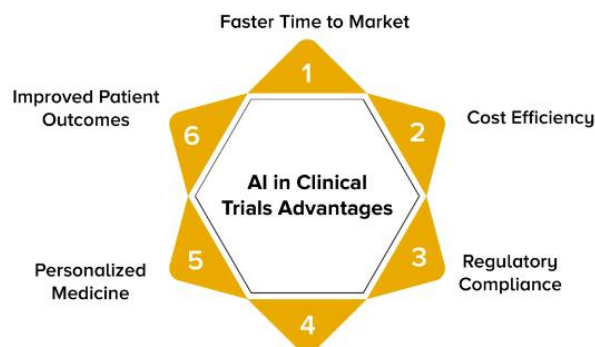 Faster Time to Market
1
Improved Patient
Outcomes
6
2
Cost Efficiency
AI in Clinical
Trials Advantages
Personalized
Medicine
5
3
Regulatory
Compliance
4